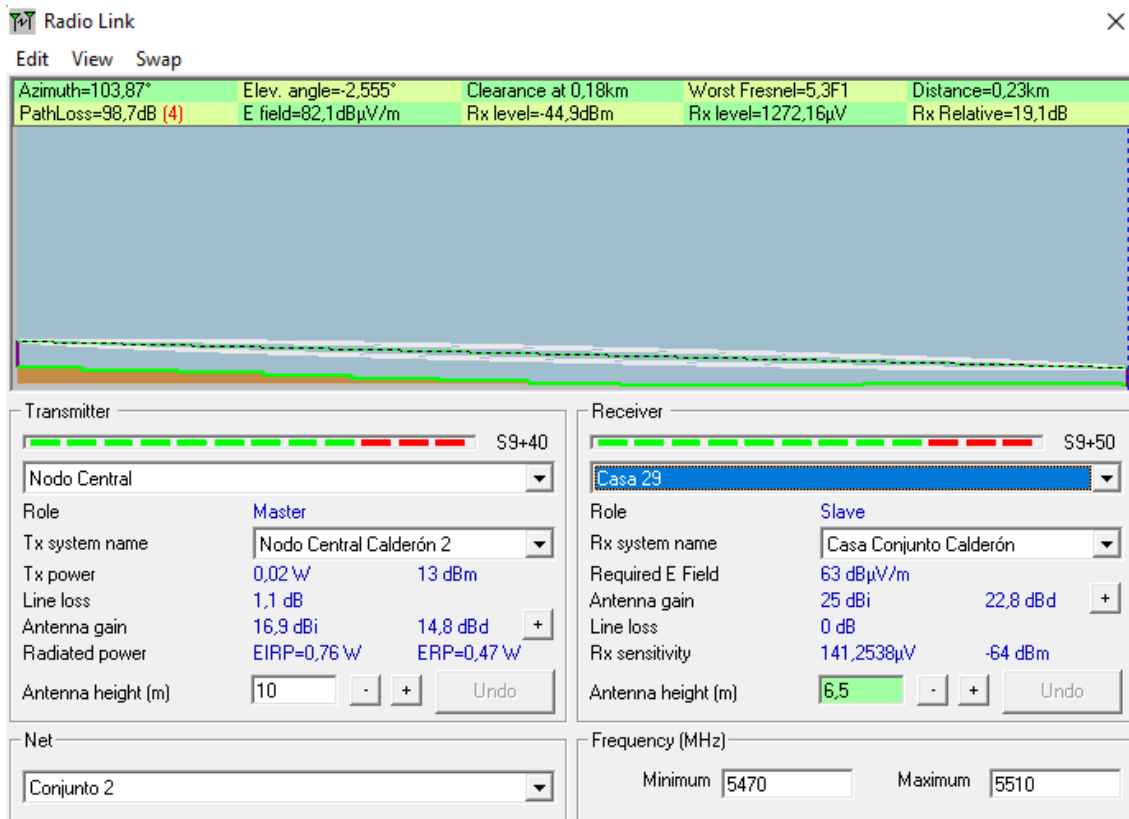 Radio Link
Edit View Swap
Azimuth=103,87° Elev. angle=-2,555° Clearance at 0,18km Worst Fresnel=5,3F1 Distance=0,23km
PathLoss=98,7dB (4) E field=82,1dBµV/m Rx level=-44,9dBm Rx level=1272,16µV Rx Relative=19,1dB
Transmitter
S9+40
Nodo Central
Role Master
Tx system name Nodo Central Calderón 2
Tx power 0,02 W 13 dBm
Line loss 1,1 dB
Antenna gain 16,9 dBi 14,8 dBd +
Radiated power EIRP=0,76 W ERP=0,47 W
Antenna height (m) 10 - + Undo
Receiver
S9+50
Casa 29
Role Slave
Rx system name Casa Conjunto Calderón
Required E Field 63 dBµV/m
Antenna gain 25 dBi 22,8 dBd +
Line loss 0 dB
Rx sensitivity 141,2538µV -64 dBm
Antenna height (m) 6,5 - + Undo
Net
Conjunto 2
Frequency (MHz)
Minimum 5470 Maximum 5510